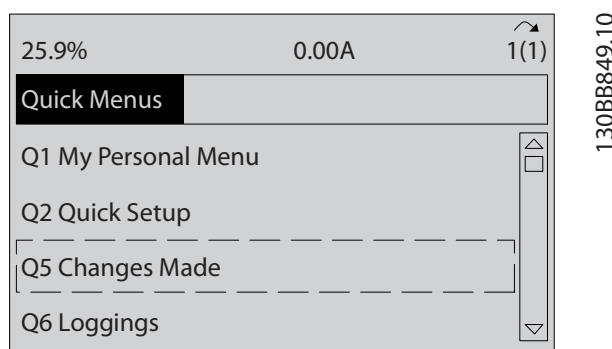 25.9% 0.00A 1(1)
Quick Menus
Q1 My Personal Menu
Q2 Quick Setup
Q5 Changes Made
Q6 Loggings
130BB849.10